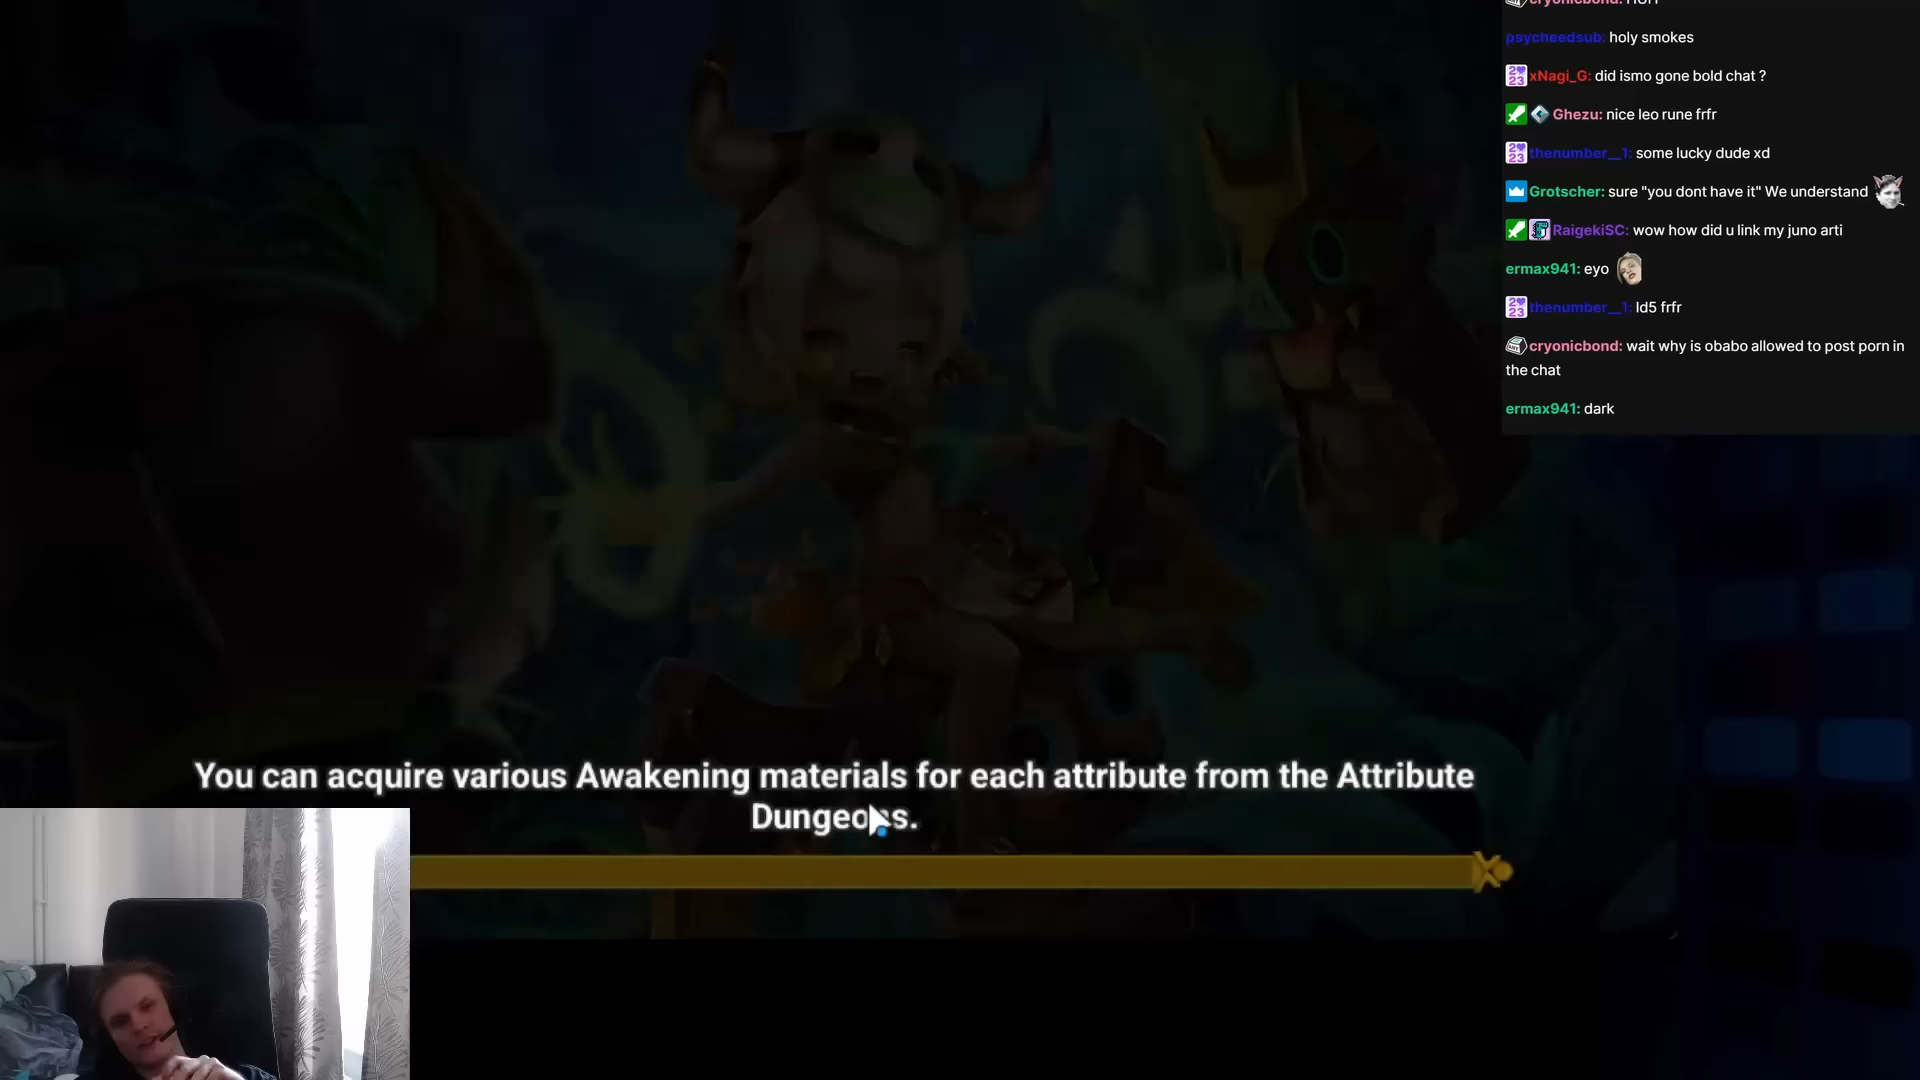 psycheedsub: holy smokes
xNagi_G: did ismo gone bold chat ?
Ghezu: nice leo rune frfr
thenumber__1: some lucky dude xd
Grotscher: sure "you dont have it" We understand
RaigekiSC: wow how did u link my juno arti
ermax941: eyo
thenumber__1: ld5 frfr
cryonicbond: wait why is obabo allowed to post porn in
the chat
ermax941: dark
You can acquire various Awakening materials for each attribute from the Attribute
Dungeons.